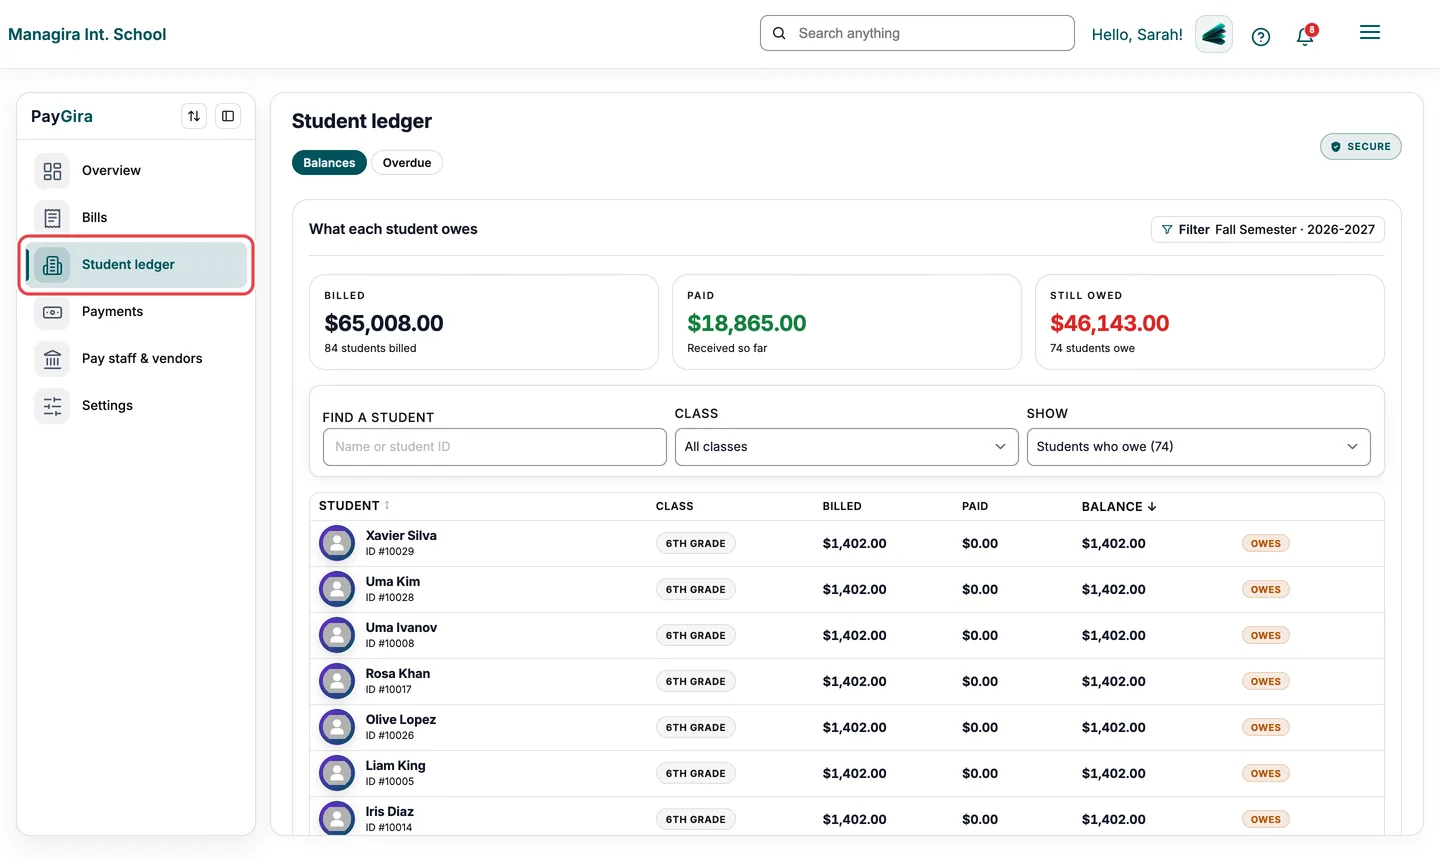 Managira Int. School
Search anything
Hello, Sarah!
8
PayGira
Overview
Bills
Student ledger
Payments
Pay staff & vendors
Settings
Student ledger
Balances
Overdue
SECURE
What each student owes
Filter Fall Semester · 2026-2027
BILLED
$65,008.00
84 students billed
PAID
$18,865.00
Received so far
STILL OWED
$46,143.00
74 students owe
FIND A STUDENT
Name or student ID
CLASS
All classes
SHOW
Students who owe (74)
STUDENT ↕ CLASS BILLED PAID BALANCE ↓
Xavier Silva
ID #10029
6TH GRADE $1,402.00 $0.00 $1,402.00 OWES
Uma Kim
ID #10028
6TH GRADE $1,402.00 $0.00 $1,402.00 OWES
Uma Ivanov
ID #10008
6TH GRADE $1,402.00 $0.00 $1,402.00 OWES
Rosa Khan
ID #10017
6TH GRADE $1,402.00 $0.00 $1,402.00 OWES
Olive Lopez
ID #10026
6TH GRADE $1,402.00 $0.00 $1,402.00 OWES
Liam King
ID #10005
6TH GRADE $1,402.00 $0.00 $1,402.00 OWES
Iris Diaz
ID #10014
6TH GRADE $1,402.00 $0.00 $1,402.00 OWES